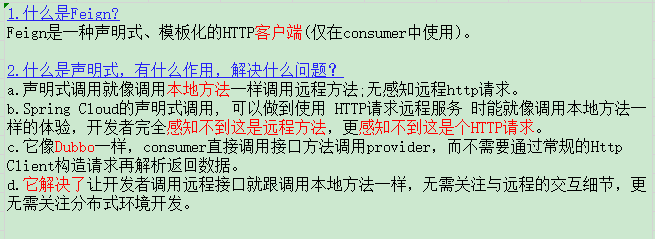 1.什么是Feign?
Feign是一种声明式、模板化的HTTP客户端(仅在consumer中使用)。
2.什么是声明式，有什么作用，解决什么问题？
a.声明式调用就像调用本地方法一样调用远程方法;无感知远程http请求。
b.Spring Cloud的声明式调用, 可以做到使用 HTTP请求远程服务 时能就像调用本地方法一
样的体验，开发者完全感知不到这是远程方法，更感知不到这是个HTTP请求。
c.它像Dubbo一样，consumer直接调用接口方法调用provider，而不需要通过常规的Http
Client构造请求再解析返回数据。
d.它解决了让开发者调用远程接口就跟调用本地方法一样，无需关注与远程的交互细节，更
无需关注分布式环境开发。